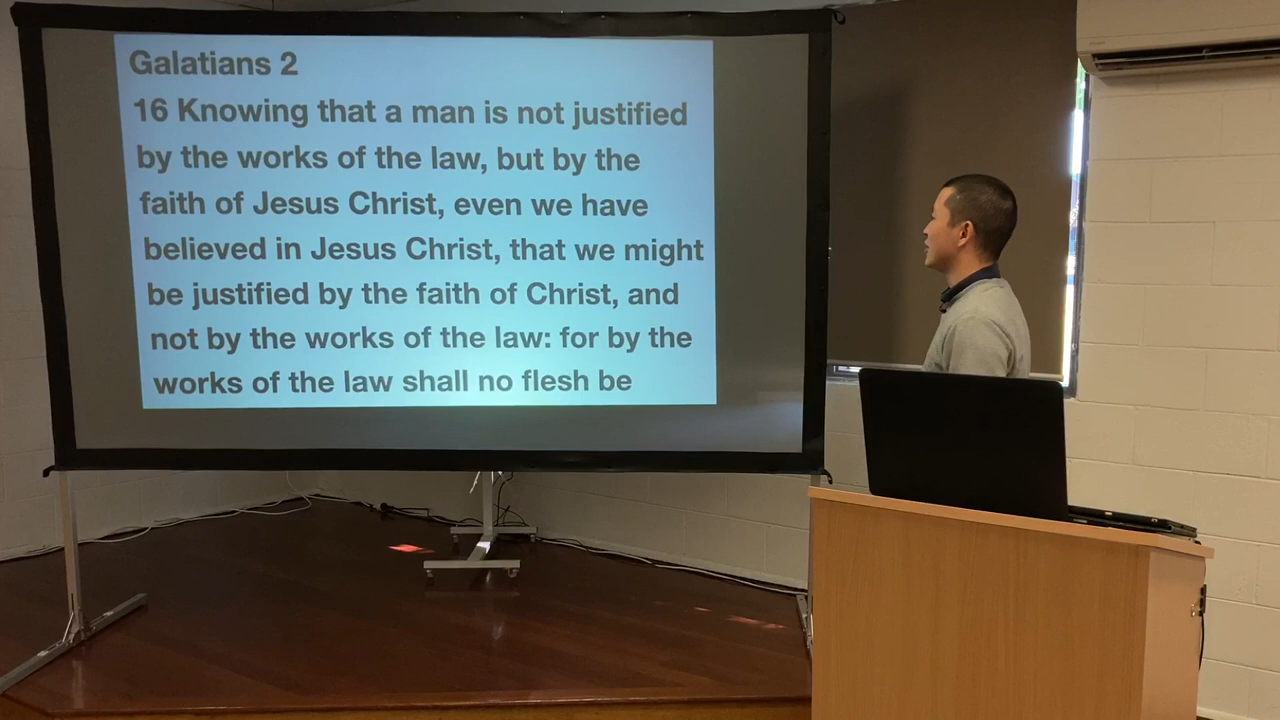 Galatians 2
16 Knowing that a man is not justified
by the works of the law, but by the
faith of Jesus Christ, even we have
believed in Jesus Christ, that we might
be justified by the faith of Christ, and
not by the works of the law: for by the
works of the law shall no flesh be